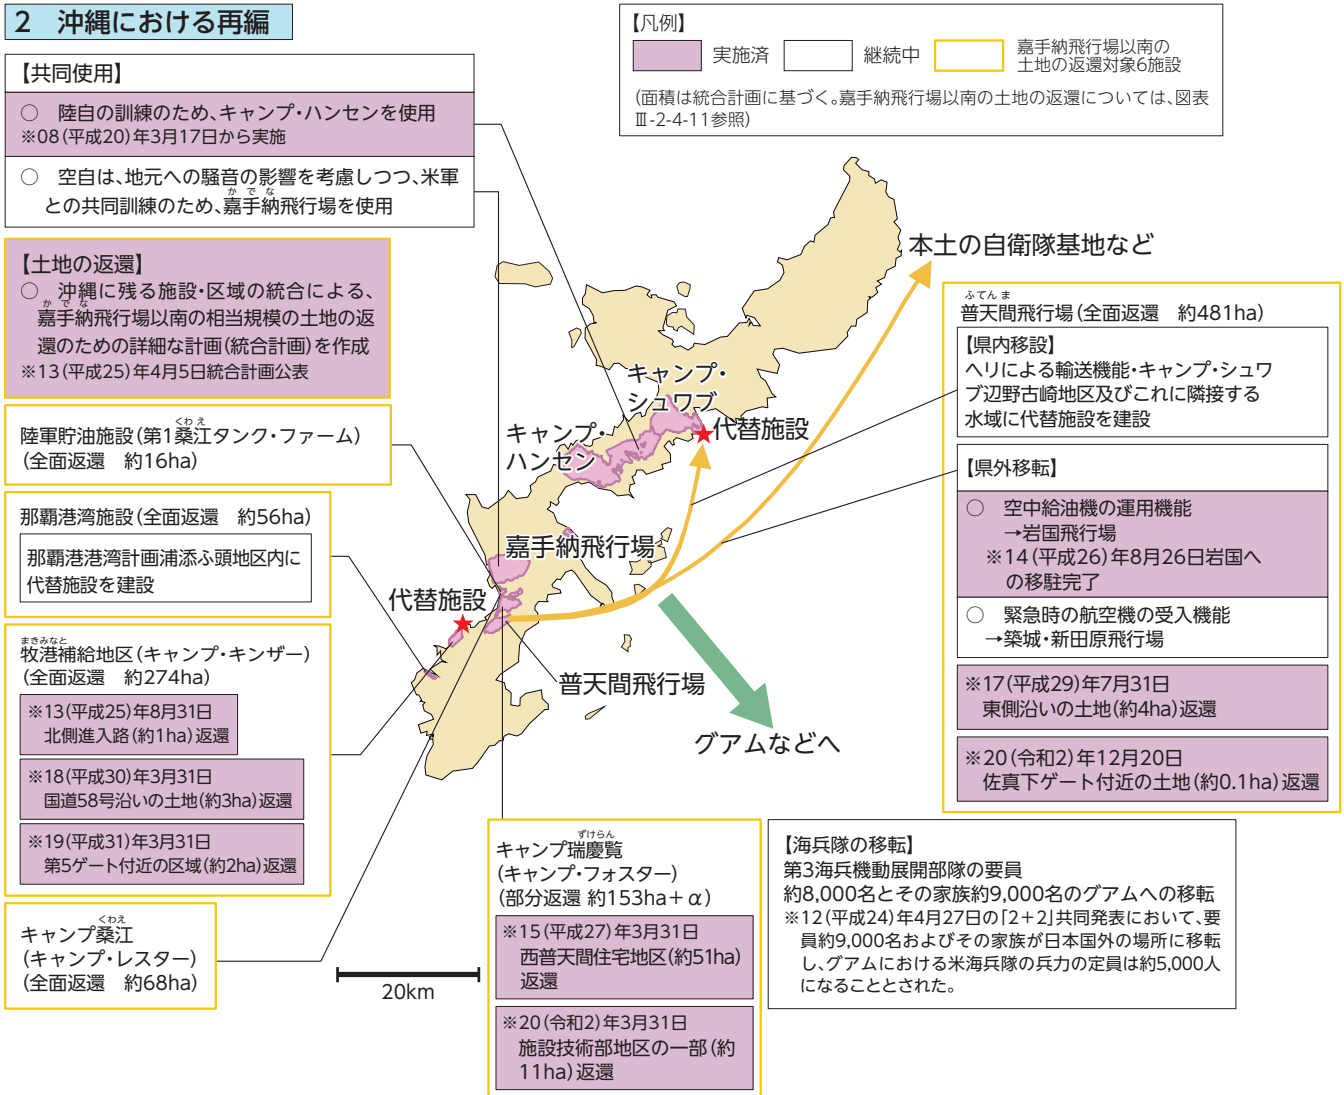 2 沖縄における再編
【凡例】
実施済
継続中
嘉手納飛行場以南の
土地の返還対象6施設
(面積は統合計画に基づく。嘉手納飛行場以南の土地の返還については、図表
Ⅲ-2-4-11参照)
【共同使用】
○ 陸自の訓練のため、キャンプ・ハンセンを使用
※08(平成20)年3月17日から実施
○ 空自は、地元への騒音の影響を考慮しつつ、米軍
との共同訓練のため、嘉手納飛行場を使用
かでな
【土地の返還】
○ 沖縄に残る施設・区域の統合による、
かでな
嘉手納飛行場以南の相当規模の土地の返
還のための詳細な計画(統合計画)を作成
※13(平成25)年4月5日統合計画公表
くわえ
陸軍貯油施設(第1桑江タンク・ファーム)
(全面返還 約16ha)
那覇港湾施設(全面返還 約56ha)
那覇港港湾計画浦添ふ頭地区内に
代替施設を建設
まきみなと
牧港補給地区(キャンプ・キンザー)
(全面返還 約274ha)
※13(平成25)年8月31日
北側進入路(約1ha)返還
※18(平成30)年3月31日
国道58号沿いの土地(約3ha)返還
※19(平成31)年3月31日
第5ゲート付近の区域(約2ha)返還
くわえ
キャンプ桑江
(キャンプ・レスター)
(全面返還 約68ha)
本土の自衛隊基地など
キャンプ・
シュワブ
代替施設
キャンプ・
ハンセン
嘉手納飛行場
代替施設
普天間飛行場
グアムなどへ
20km
ふてんま
普天間飛行場(全面返還 約481ha)
【県内移設】
ヘリによる輸送機能・キャンプ・シュワ
ブ辺野古崎地区及びこれに隣接する
水域に代替施設を建設
【県外移転】
○ 空中給油機の運用機能
→岩国飛行場
※14(平成26)年8月26日岩国へ
の移駐完了
○ 緊急時の航空機の受入機能
→築城・新田原飛行場
※17(平成29)年7月31日
東側沿いの土地(約4ha)返還
※20(令和2)年12月20日
佐真下ゲート付近の土地(約0.1ha)返還
ずけらん
キャンプ瑞慶覧
(キャンプ・フォスター)
(部分返還 約153ha+α)
※15(平成27)年3月31日
西普天間住宅地区(約51ha)
返還
※20(令和2)年3月31日
施設技術部地区の一部(約
11ha)返還
【海兵隊の移転】
第3海兵機動展開部隊の要員
約8,000名とその家族約9,000名のグアムへの移転
※12(平成24)年4月27日の「2+2」共同発表において、要
員約9,000名およびその家族が日本国外の場所に移転
し、グアムにおける米海兵隊の兵力の定員は約5,000人
になることとされた。